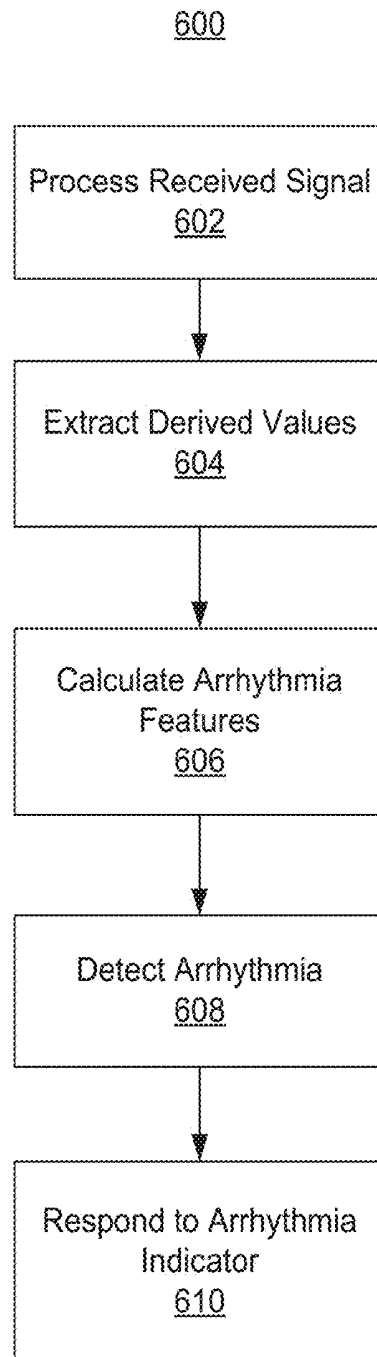 600
Process Received Signal
602
Extract Derived Values
604
Calculate Arrhythmia
Features
606
Detect Arrhythmia
608
Respond to Arrhythmia
Indicator
610